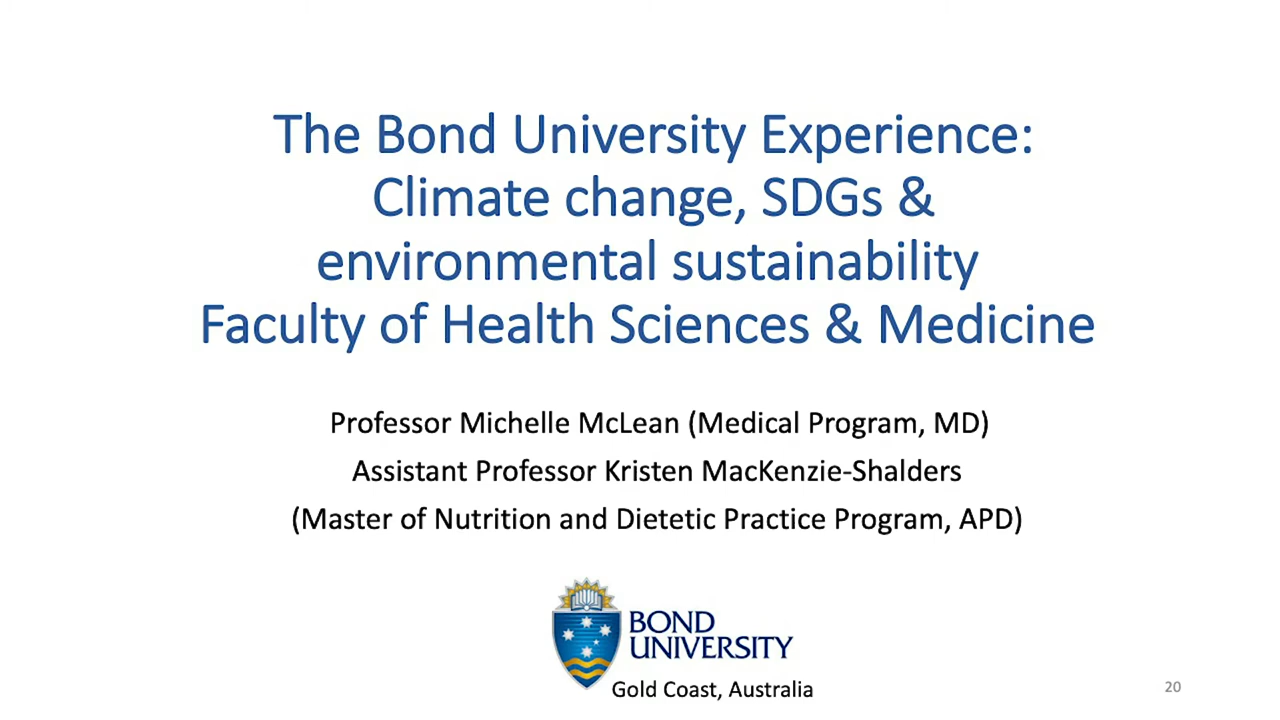 The Bond University Experience:
Climate change, SDGs &
environmental sustainability
Faculty of Health Sciences & Medicine
Professor Michelle McLean (Medical Program, MD)
Assistant Professor Kristen MacKenzie-Shalders
(Master of Nutrition and Dietetic Practice Program, APD)
BOND
UNIVERSITY
Gold Coast, Australia
20